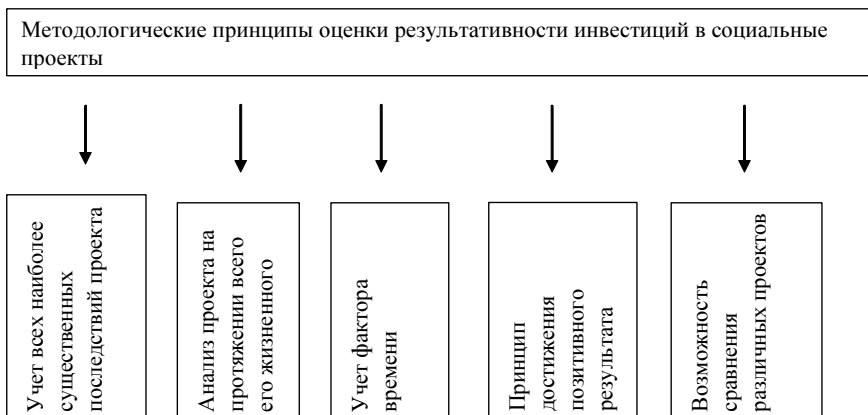 Методологические принципы оценки результативности инвестиций в социальные
проекты
Учет всех наиболее
существенных
последствий проекта
Анализ проекта на
протяжении всего
его жизненного
Учет фактора
времени
Принцип
достижения
позитивного
результата
Возможность
сравнения
различных проектов